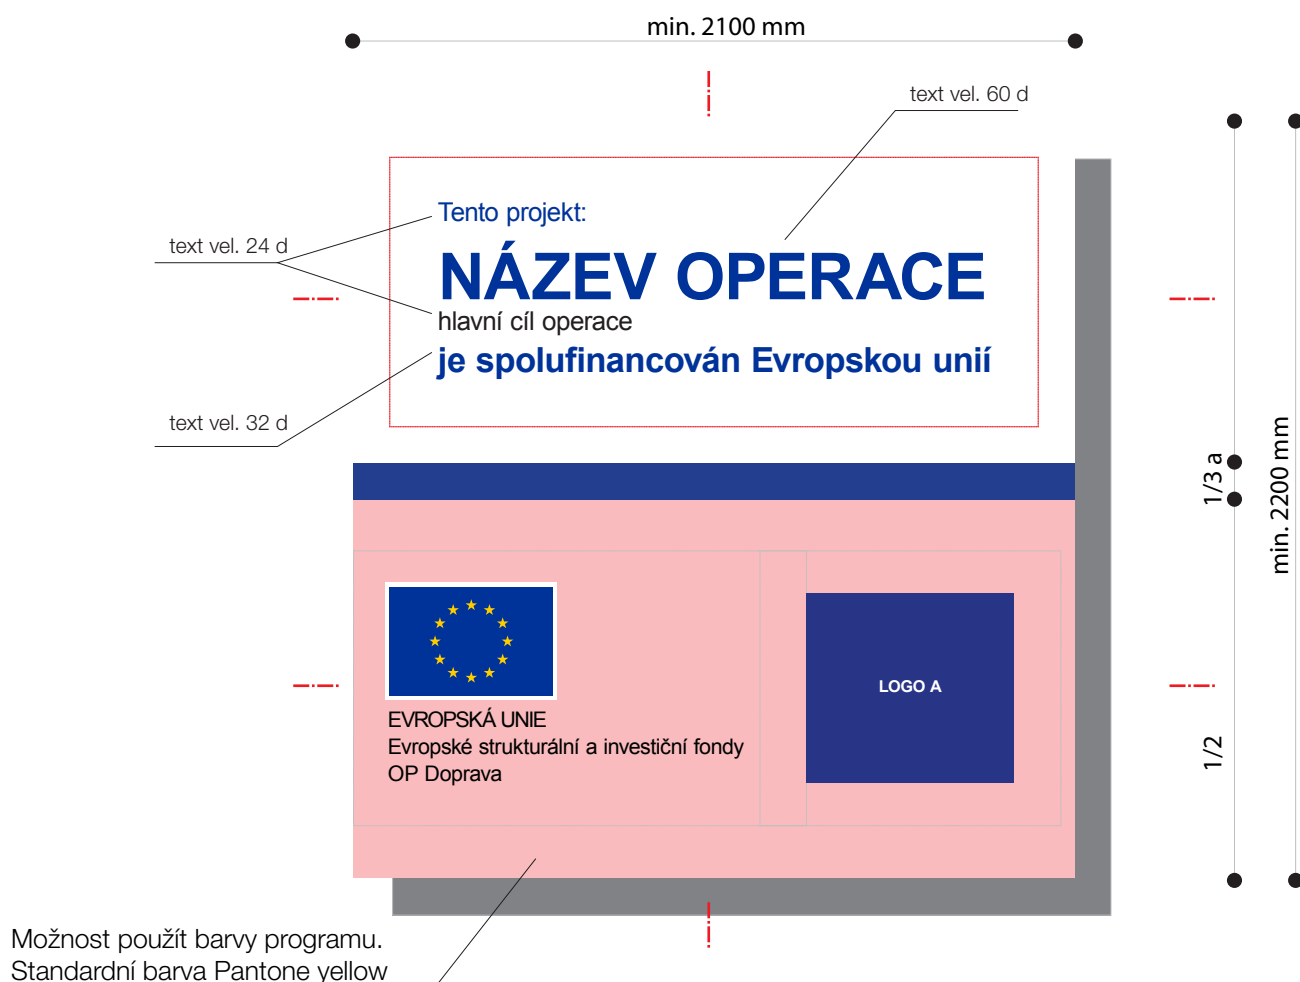 min. 2100 mm
text vel. 60 d
Tento projekt:
text vel. 24 d
NÁZEV OPERACE
hlavní cíl operace
je spolufinancován Evropskou unií
text vel. 32 d
1/3 a
min. 2200 mm
LOGO A
EVROPSKÁ UNIE
Evropské strukturální a investiční fondy
OP Doprava
1/2
Možnost použít barvy programu.
Standardní barva Pantone yellow